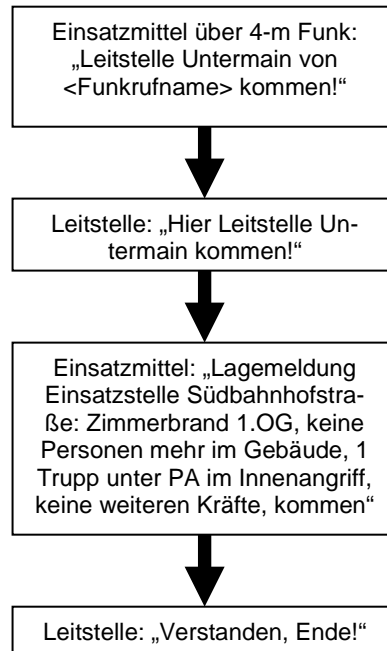 Einsatzmittel über 4-m Funk:
„Leitstelle Untermain von
<Funkrufname> kommen!“
Leitstelle: „Hier Leitstelle Un-
termain kommen!“
Einsatzmittel: „Lagemeldung
Einsatzstelle Südbahnhofstra-
ße: Zimmerbrand 1.OG, keine
Personen mehr im Gebäude, 1
Trupp unter PA im Innenangriff,
keine weiteren Kräfte, kommen“
Leitstelle: „Verstanden, Ende!“